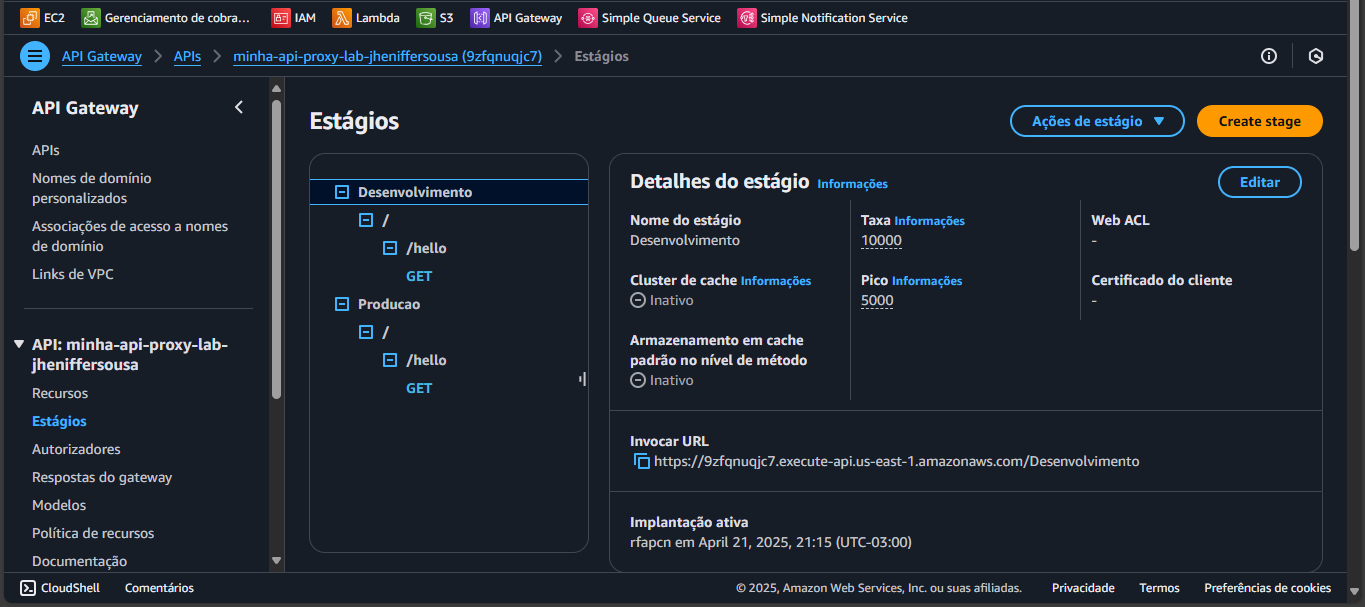 EC2 Gerenciamento de cobra... IAM Lambda S3 API Gateway Simple Queue Service Simple Notification Service
API Gateway APIs minha-api-proxy-lab-jheniffersousa (9zfqnuqjc7) Estágios
API Gateway
APIs
Nomes de domínio
personalizados
Associações de acesso a nomes
de domínio
Links de VPC
API: minha-api-proxy-lab-
jheniffersousa
Recursos
Estágios
Autorizadores
Respostas do gateway
Modelos
Política de recursos
Documentação
Estágios
Ações de estágio
Create stage
Desenvolvimento
/
/hello
GET
Producao
/
/hello
GET
Detalhes do estágio Informações
Editar
Nome do estágio
Desenvolvimento
Cluster de cache Informações
Inativo
Armazenamento em cache
padrão no nível de método
Inativo
Taxa Informações
10000
Pico Informações
5000
Web ACL
-
Certificado do cliente
-
Invocar URL
https://9zfqnuqjc7.execute-api.us-east-1.amazonaws.com/Desenvolvimento
Implantação ativa
rfapcn em April 21, 2025, 21:15 (UTC-03:00)
CloudShell Comentários © 2025, Amazon Web Services, Inc. ou suas afiliadas. Privacidade Termos Preferências de cookies